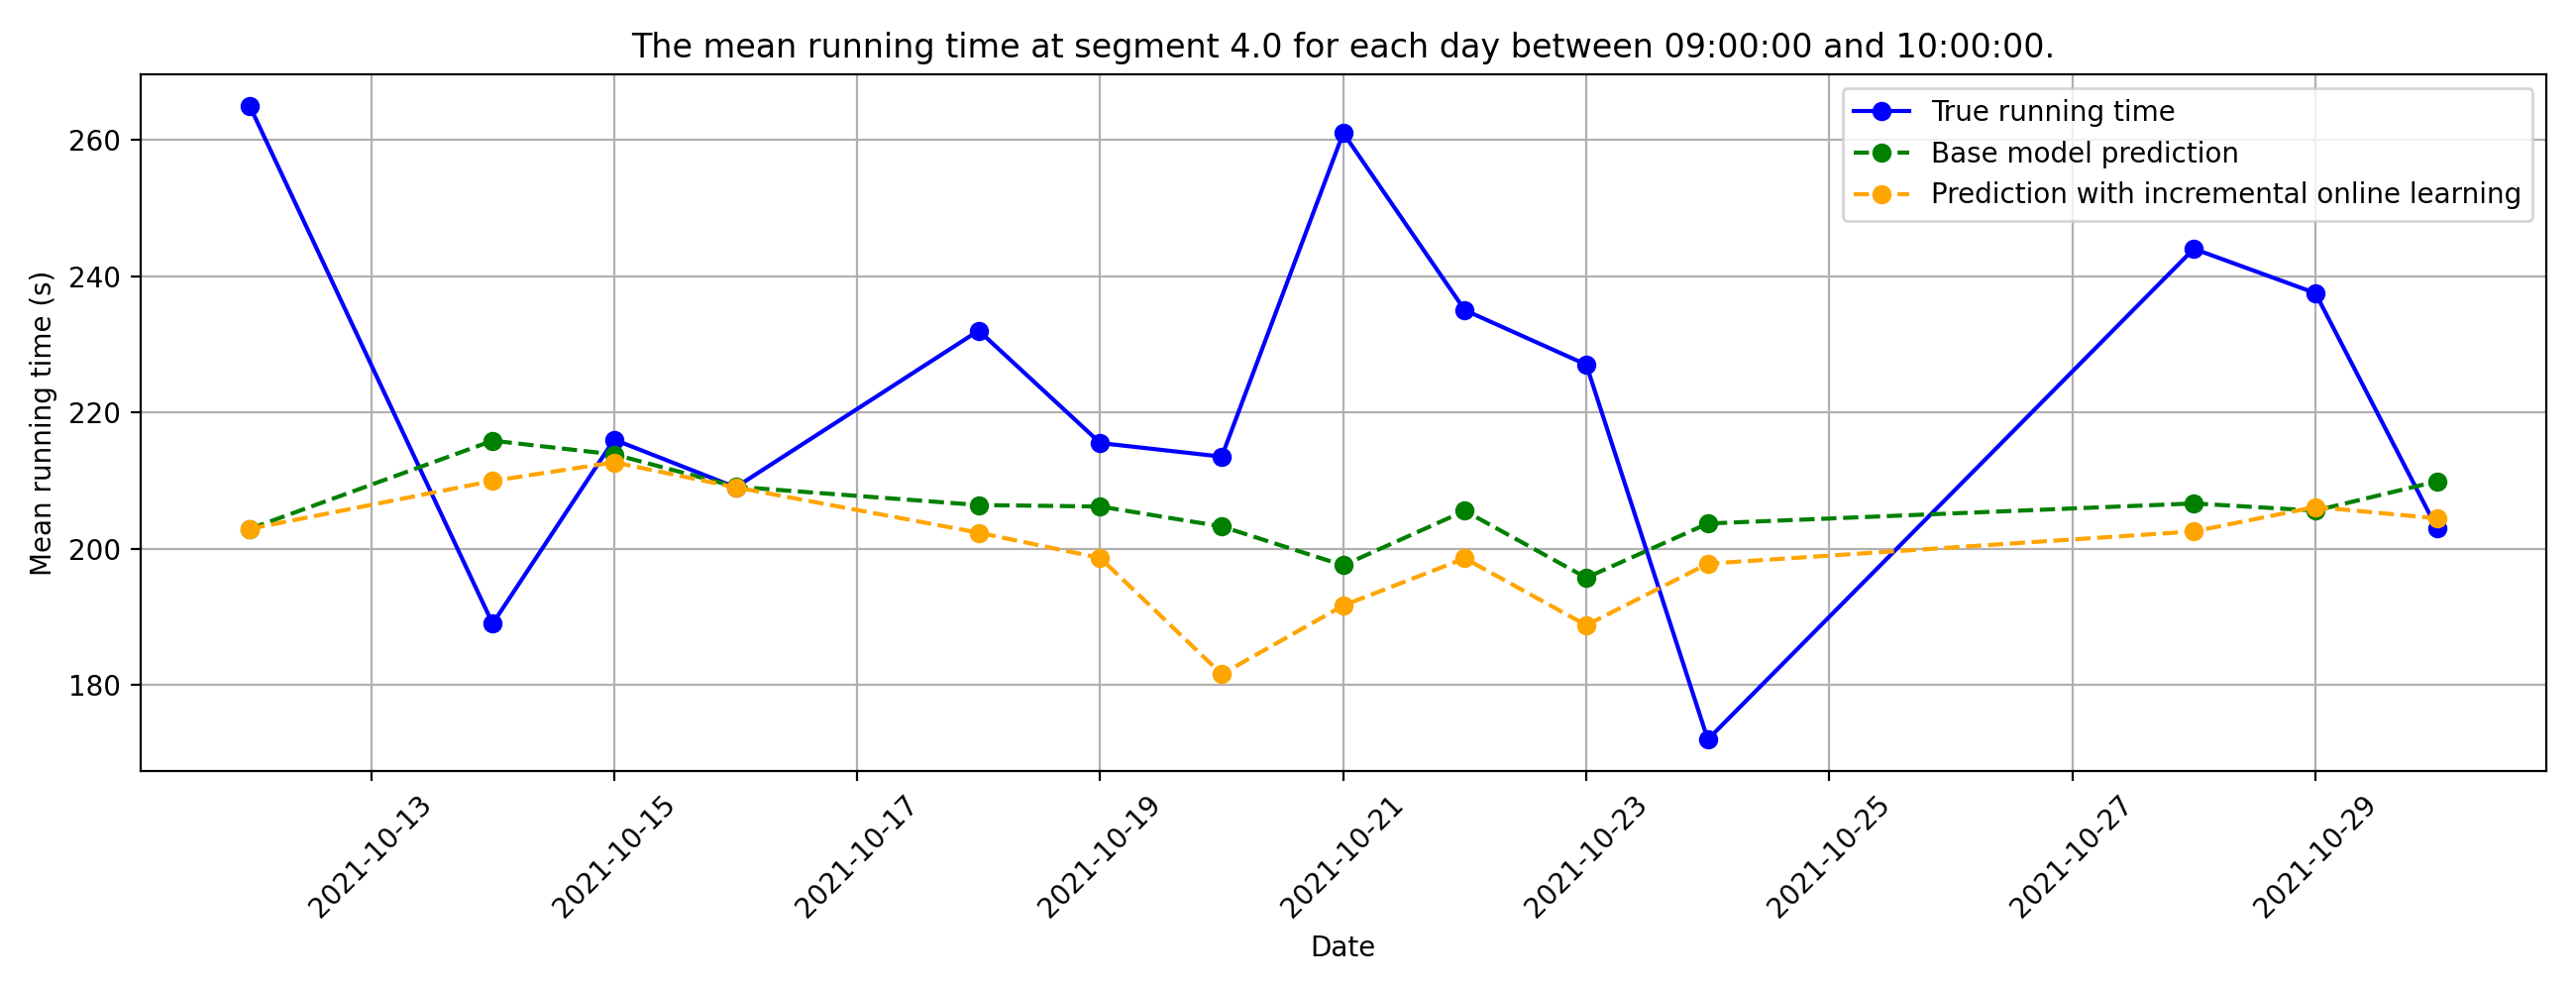 The mean running time at segment 4.0 for each day between 09:00:00 and 10:00:00.
True running time
Base model prediction
Prediction with incremental online learning
Mean running time (s)
260
240
220
200
180
2021-10-13
2021-10-15
2021-10-17
2021-10-19
2021-10-21
2021-10-23
2021-10-25
2021-10-27
2021-10-29
Date